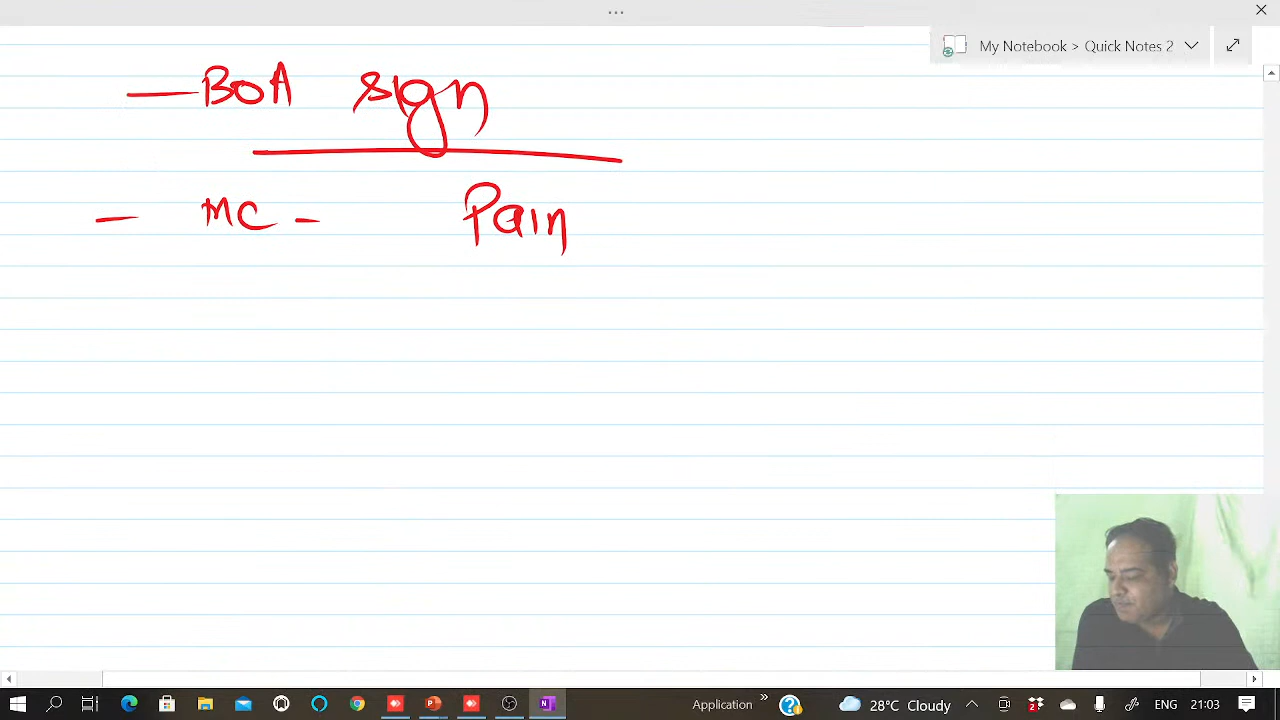 ...
My Notebook > Quick Notes 2
— BOA sign
- MC - Pain
Application
28°C Cloudy
ENG
21:03